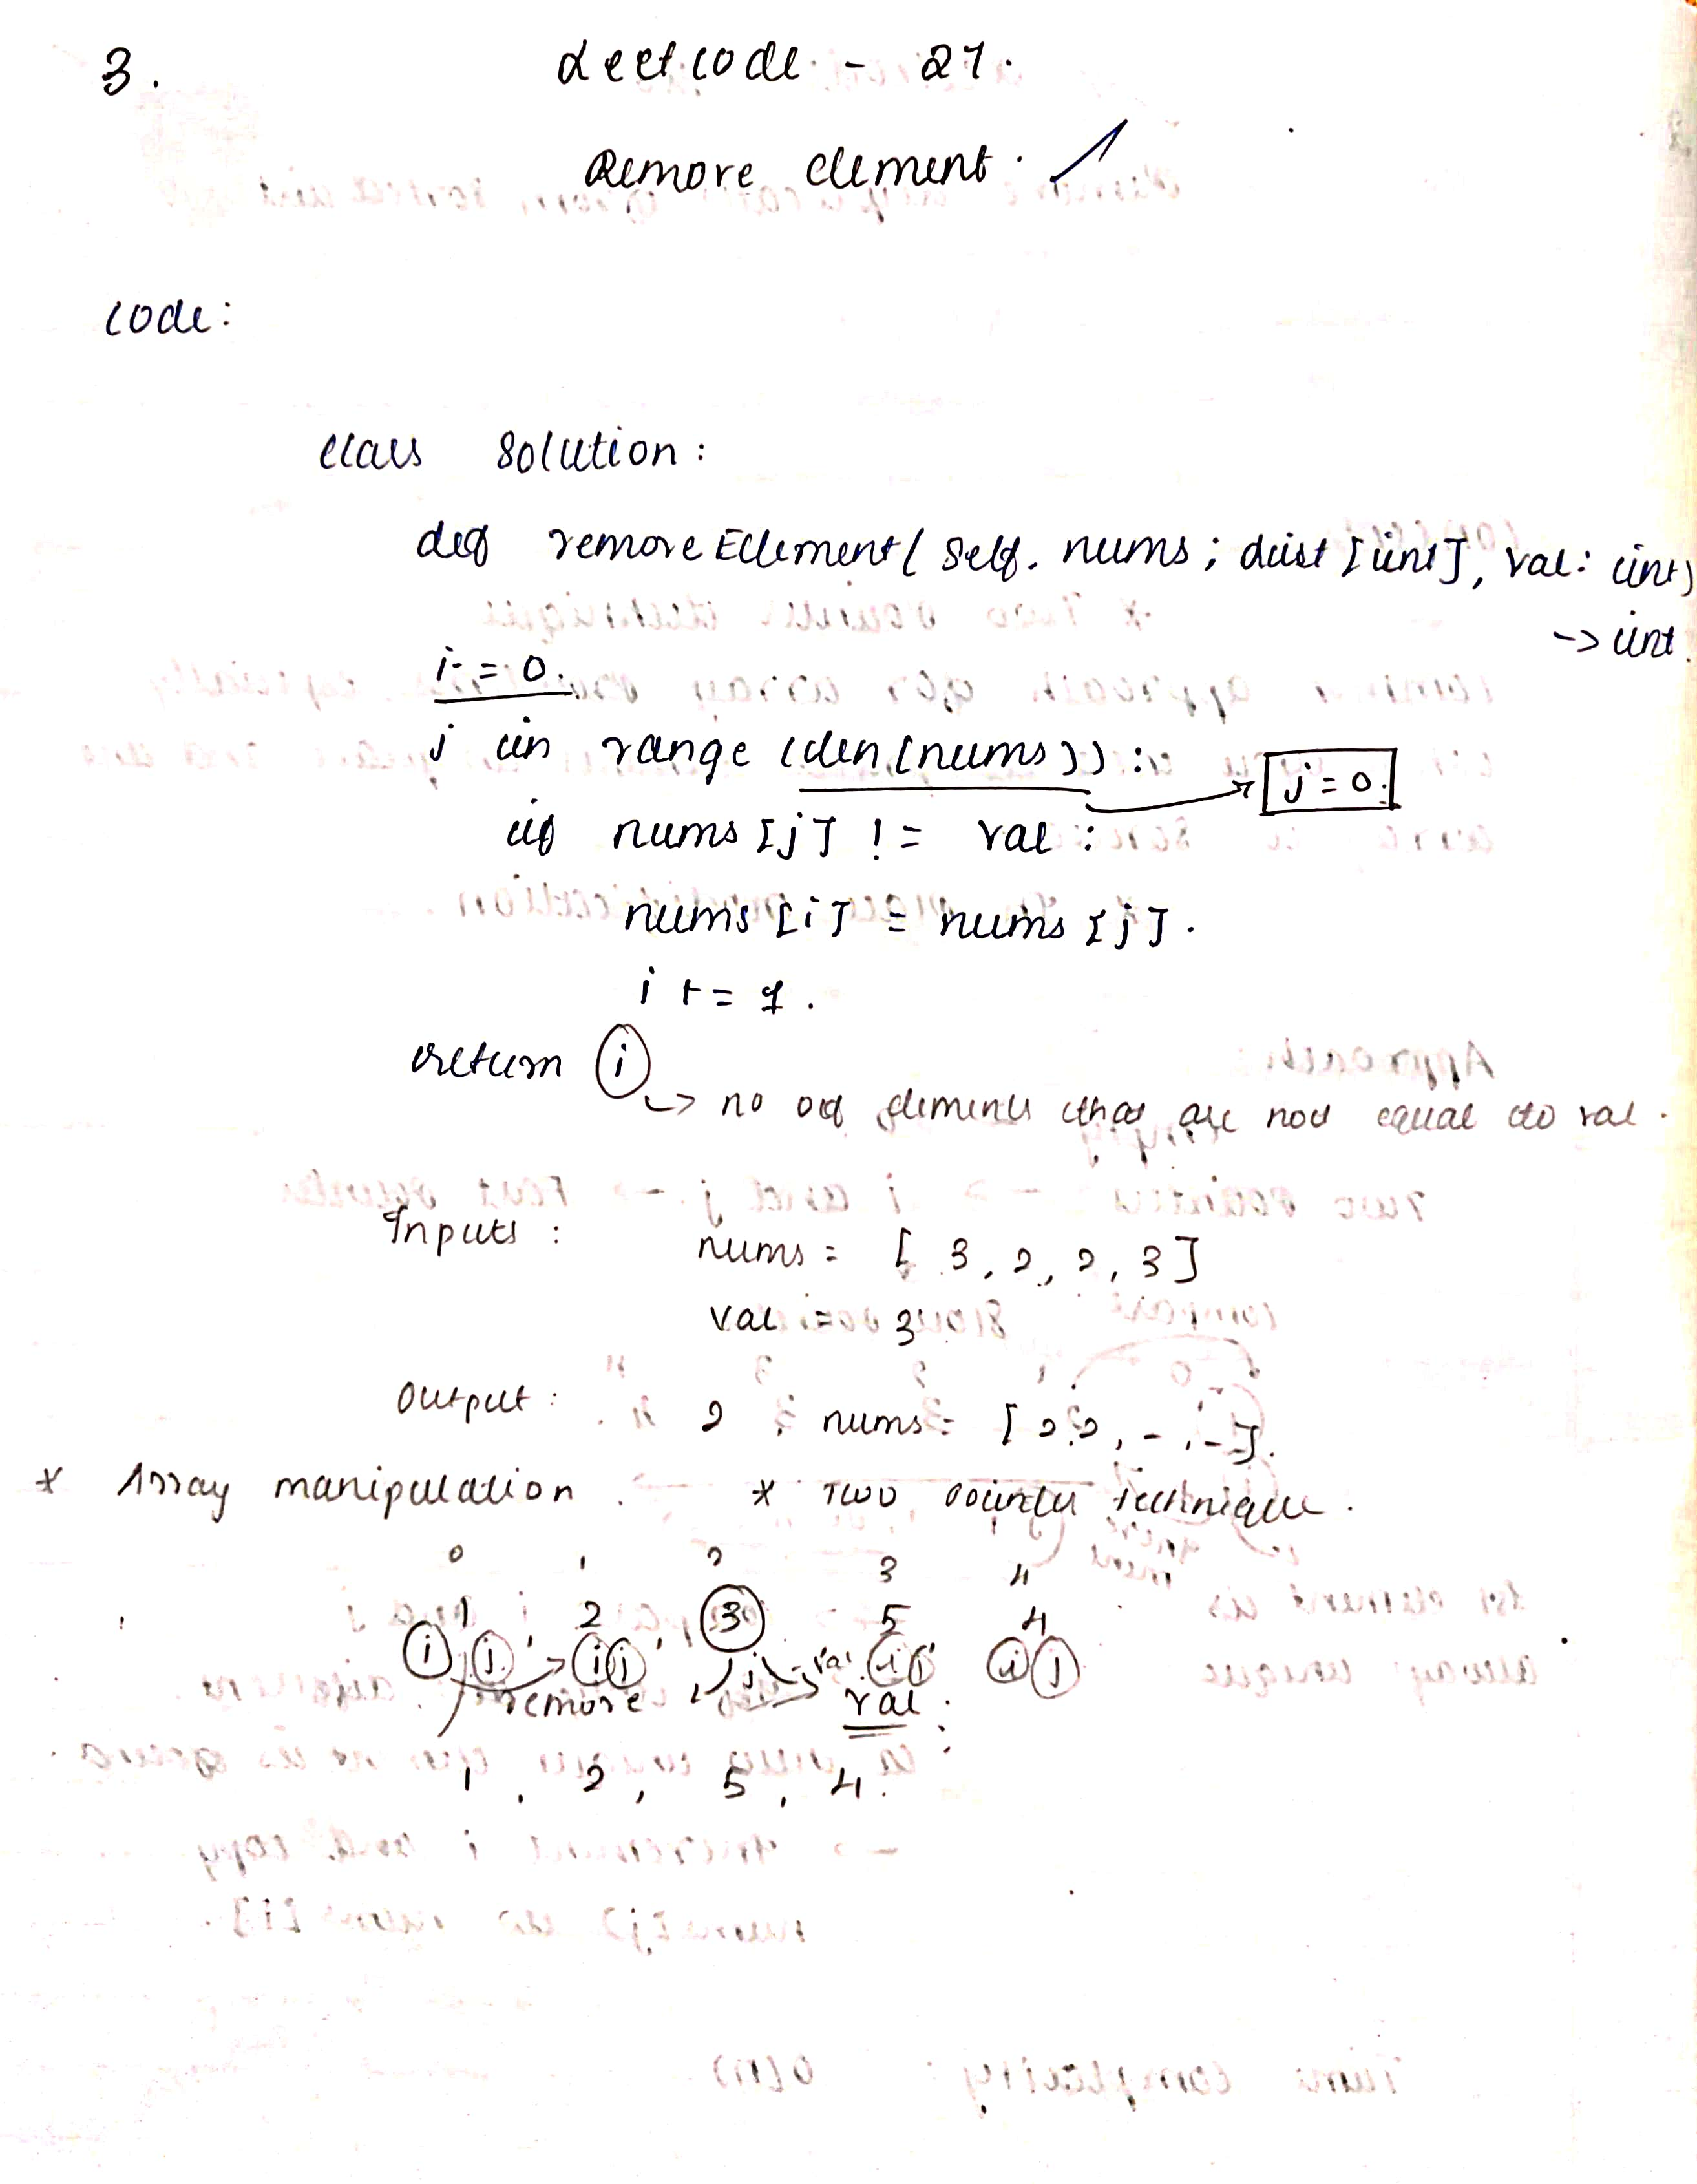 3.
Leetcode - 27.
Remove Element.
Code:
class Solution:
def removeElement(self, nums: List[int], val: int)
-> int.
i = 0.
j in range (len(nums)):
j = 0.
if nums[j] != val:
nums[i] = nums[j].
i += 1.
return i
-> no of elements that are not equal to val.
Inputs: nums = [3, 2, 2, 3]
val = 3
Output: 2 nums = [2, 2, -, -].
* Array manipulation. * Two pointer technique.
0 1 2 3 4
1 2 3 5 4
i j i j j val i j i j
remove val
1, 2, 5, 4.